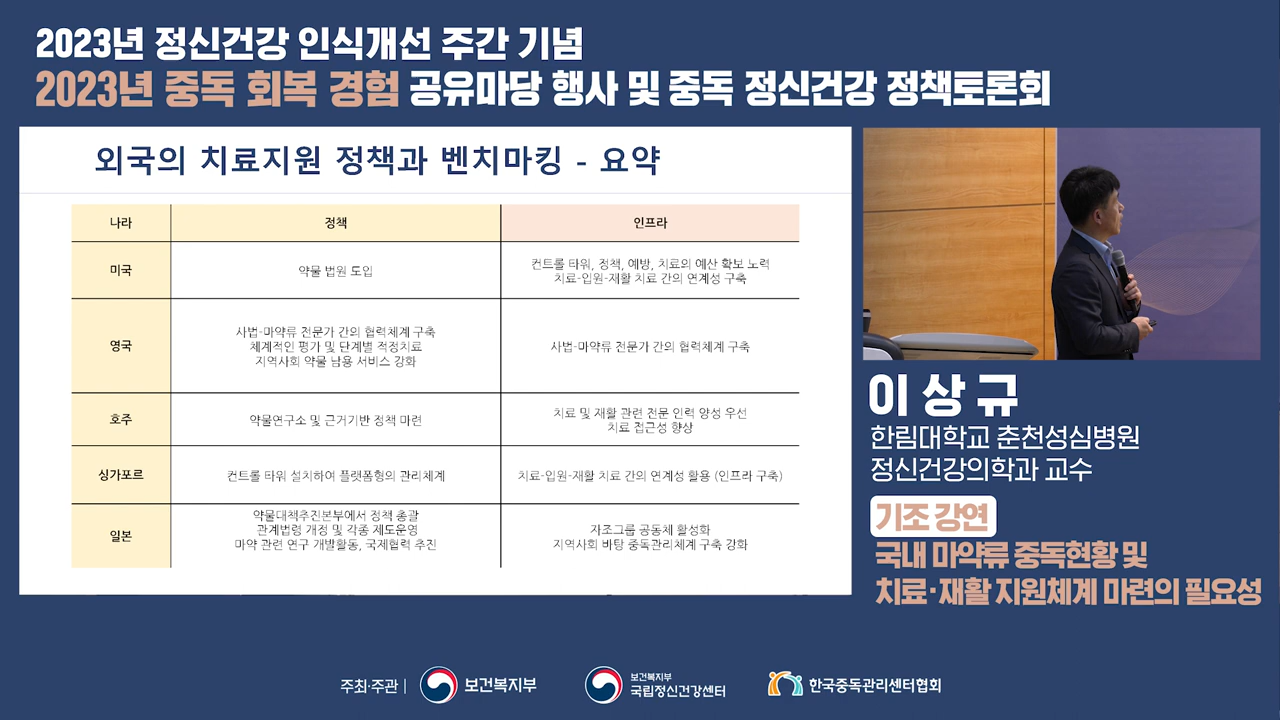 2023년 정신건강 인식개선 주간 기념
2023년 중독 회복 경험 공유마당 행사 및 중독 정신건강 정책토론회
외국의 치료지원 정책과 벤치마킹 - 요약
나라
정책
인프라
미국
약물 법원 도입
컨트롤 타워, 정책, 예방, 치료의 예산 확보 노력
치료-입원-재활 치료 간의 연계성 구축
영국
사법·마약류 전문가 간의 협력체계 구축
체계적인 평가 및 단계별 적정치료
지역사회 약물 남용 서비스 강화
사법·마약류 전문가 간의 협력체계 구축
호주
약물연구소 및 근거기반 정책 마련
치료 및 재활 관련 전문 인력 양성 우선
치료 접근성 향상
싱가포르
컨트롤 타워 설치하여 플랫폼형의 관리체계
치료-입원-재활 치료 간의 연계성 활용 (인프라 구축)
일본
약물대책추진본부에서 정책 총괄
관계법령 개정 및 각종 제도운영
마약 관련 연구 개발활동, 국제협력 추진
자조그룹 공동체 활성화
지역사회 바탕 중독관리체계 구축 강화
이상규
한림대학교 춘천성심병원
정신건강의학과 교수
기조 강연
국내 마약류 중독현황 및
치료·재활 지원체계 마련의 필요성
주최·주관 |
보건복지부
보건복지부
국립정신건강센터
한국중독관리센터협회